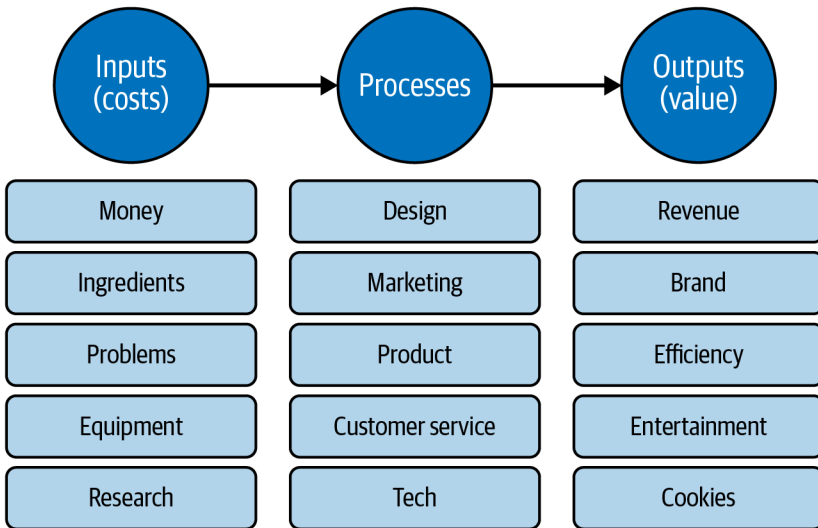 Inputs
(costs)
Processes
Outputs
(value)
Money
Design
Revenue
Ingredients
Marketing
Brand
Problems
Product
Efficiency
Equipment
Customer service
Entertainment
Research
Tech
Cookies